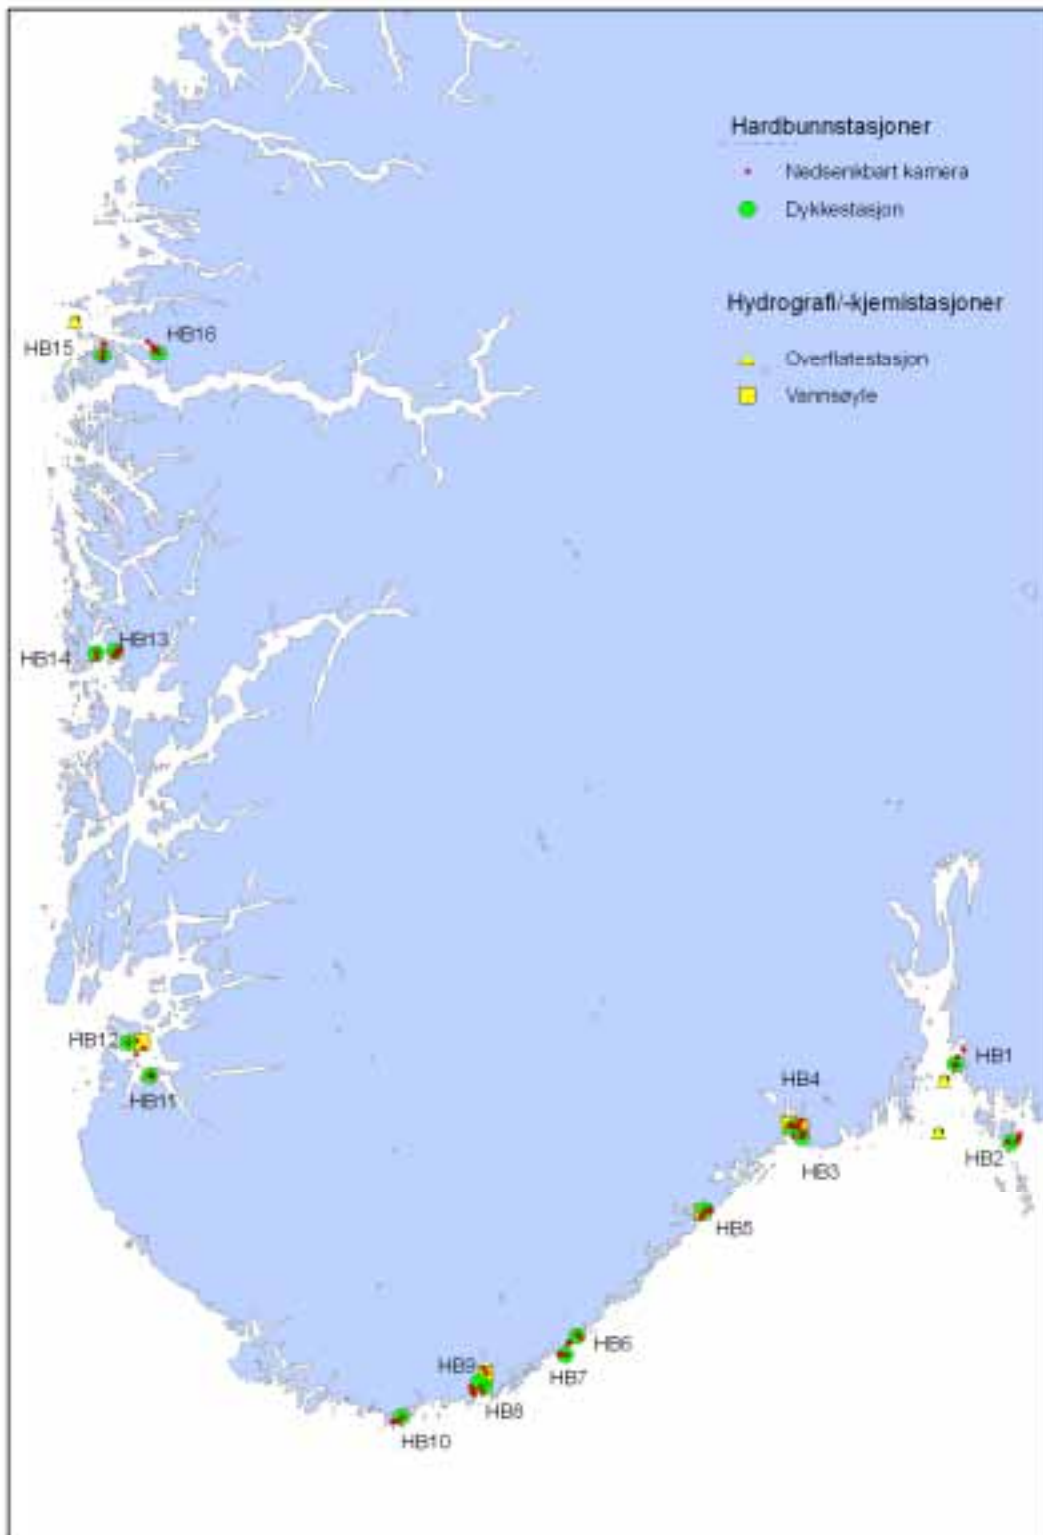 Hardbunnstasjoner
Nedsenkbart kamera
Dykkestasjon
Hydrografi/-kjemistasjoner
Overflatestasjon
Vannsøyle
HB16
HB15
HB13
HB14
HB12
HB11
HB1
HB4
HB2
HB3
HB5
HB6
HB9
HB7
HB8
HB10